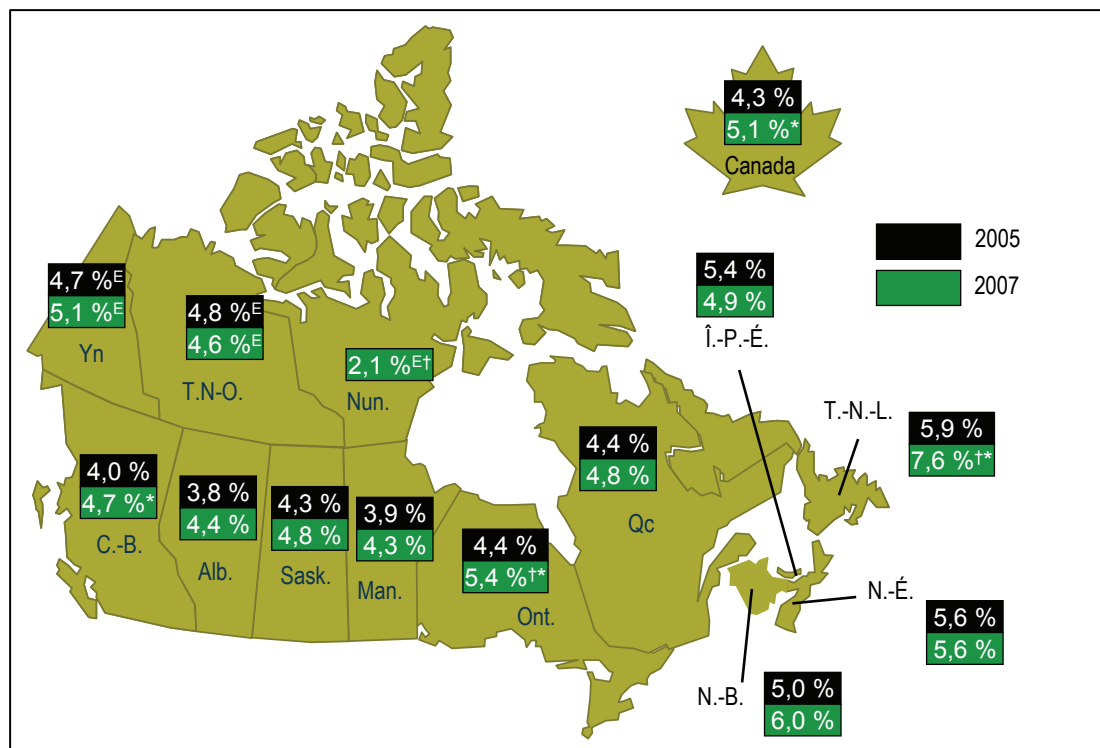 4,3 %
5,1 %*
Canada
2005
2007
5,4 %
4,9 %
Î.-P.-É.
4,7 %ᴱ
5,1 %ᴱ
Yn
4,8 %ᴱ
4,6 %ᴱ
T.N-O.
2,1 %ᴱ†
Nun.
T.-N.-L.
5,9 %
7,6 %†*
4,4 %
4,8 %
Qc
4,0 %
4,7 %*
C.-B.
3,8 %
4,4 %
Alb.
4,3 %
4,8 %
Sask.
3,9 %
4,3 %
Man.
4,4 %
5,4 %†*
Ont.
N.-É.
5,6 %
5,6 %
N.-B.
5,0 %
6,0 %